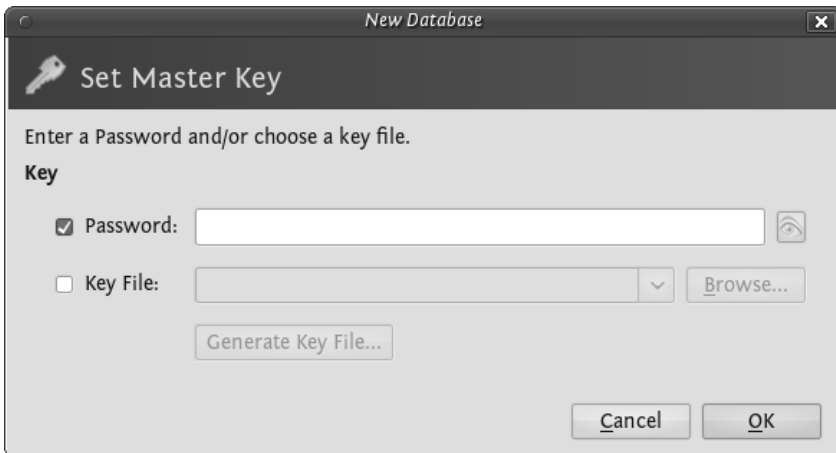 New Database
Set Master Key
Enter a Password and/or choose a key file.
Key
Password:
Key File:
Browse...
Generate Key File...
Cancel
OK